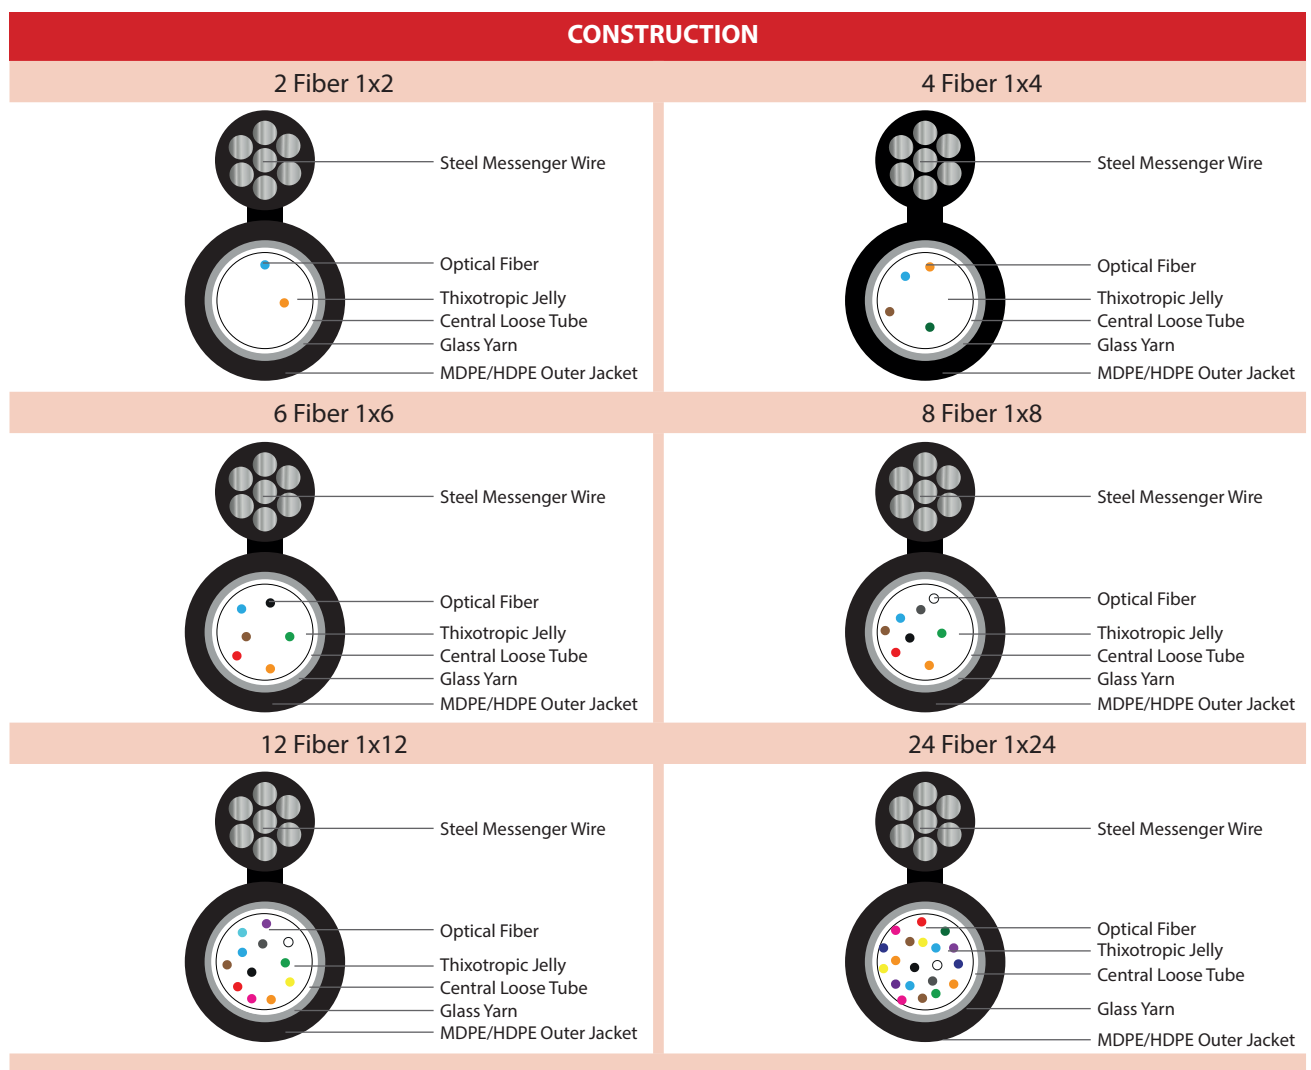 CONSTRUCTION
2 Fiber 1x2
4 Fiber 1x4
Steel Messenger Wire
Optical Fiber
Thixotropic Jelly
Central Loose Tube
Glass Yarn
MDPE/HDPE Outer Jacket
Steel Messenger Wire
Optical Fiber
Thixotropic Jelly
Central Loose Tube
Glass Yarn
MDPE/HDPE Outer Jacket
6 Fiber 1x6
8 Fiber 1x8
Steel Messenger Wire
Optical Fiber
Thixotropic Jelly
Central Loose Tube
Glass Yarn
MDPE/HDPE Outer Jacket
Steel Messenger Wire
Optical Fiber
Thixotropic Jelly
Central Loose Tube
Glass Yarn
MDPE/HDPE Outer Jacket
12 Fiber 1x12
24 Fiber 1x24
Steel Messenger Wire
Optical Fiber
Thixotropic Jelly
Central Loose Tube
Glass Yarn
MDPE/HDPE Outer Jacket
Steel Messenger Wire
Optical Fiber
Thixotropic Jelly
Central Loose Tube
Glass Yarn
MDPE/HDPE Outer Jacket